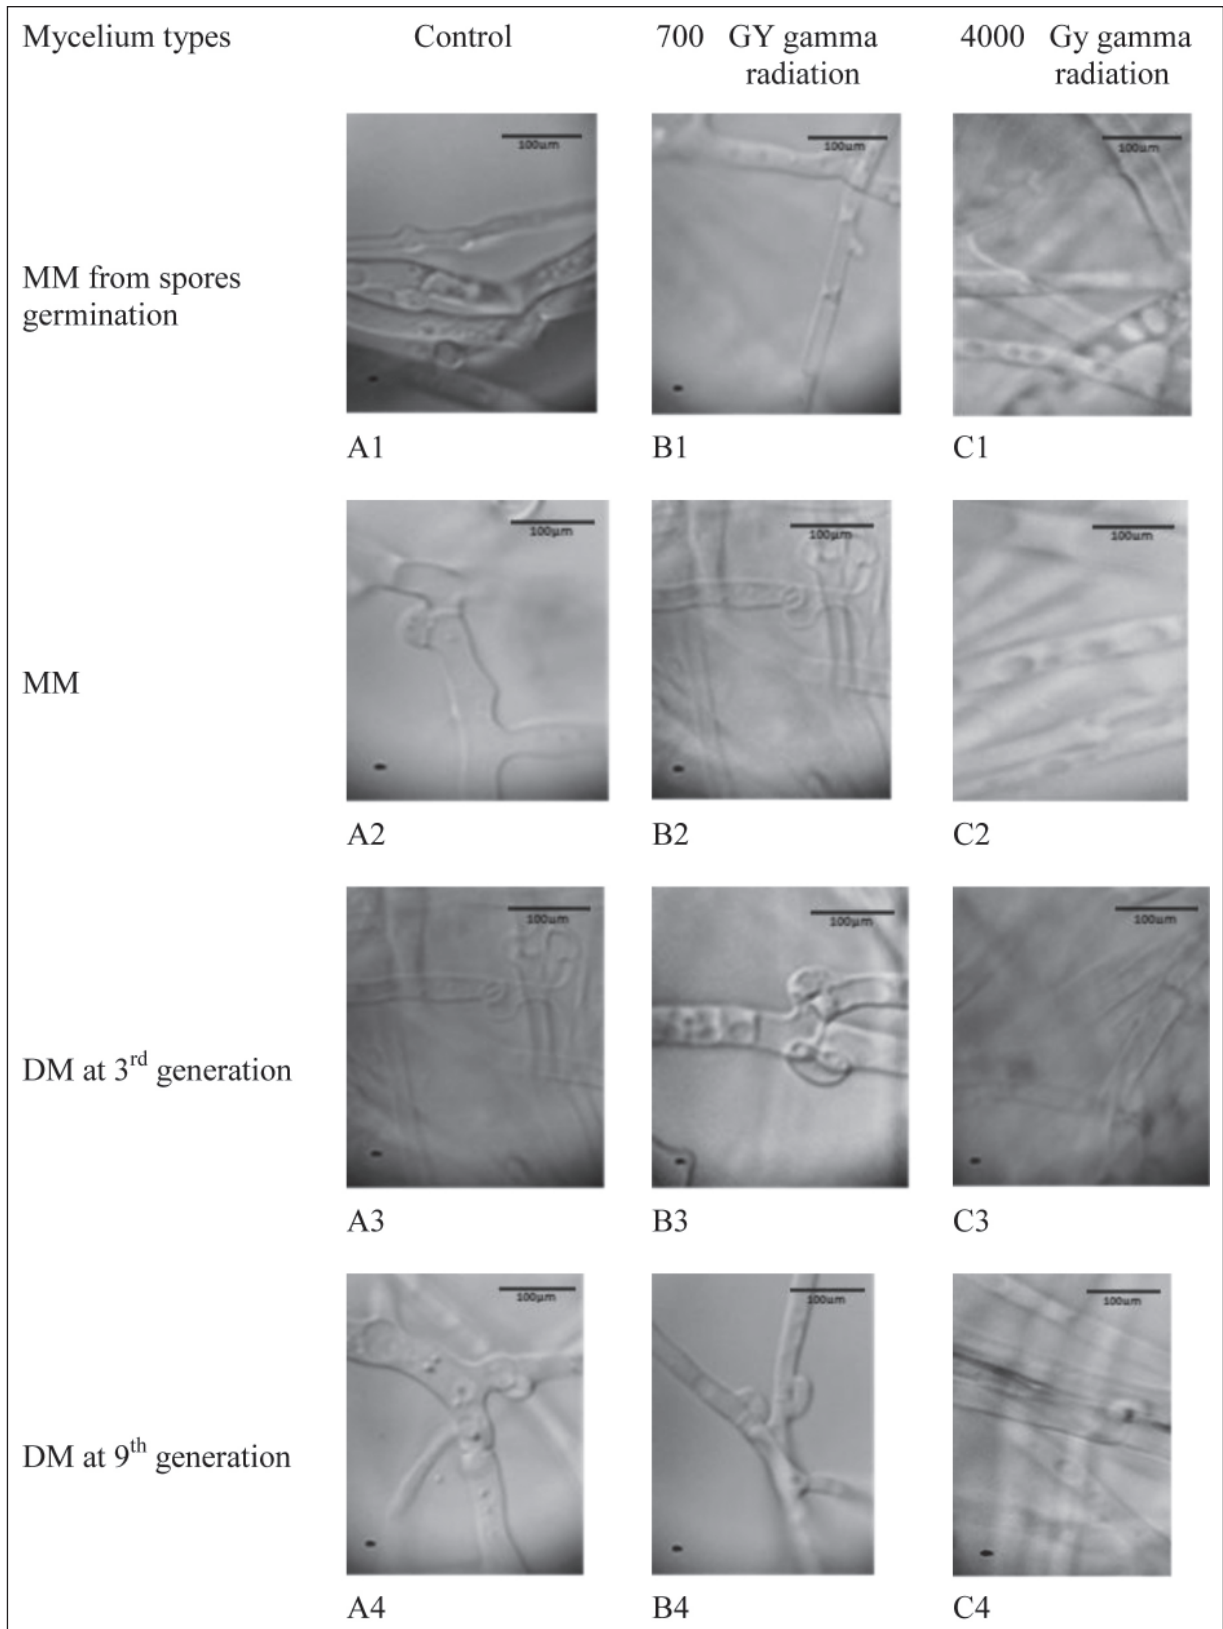 Mycelium types Control 700 GY gamma radiation 4000 Gy gamma radiation
100µm 100µm 100µm
MM from spores
germination
A1 B1 C1
100µm 100µm 100µm
MM
A2 B2 C2
100µm 100µm 100µm
DM at 3rd generation
A3 B3 C3
100µm 100µm 100µm
DM at 9th generation
A4 B4 C4